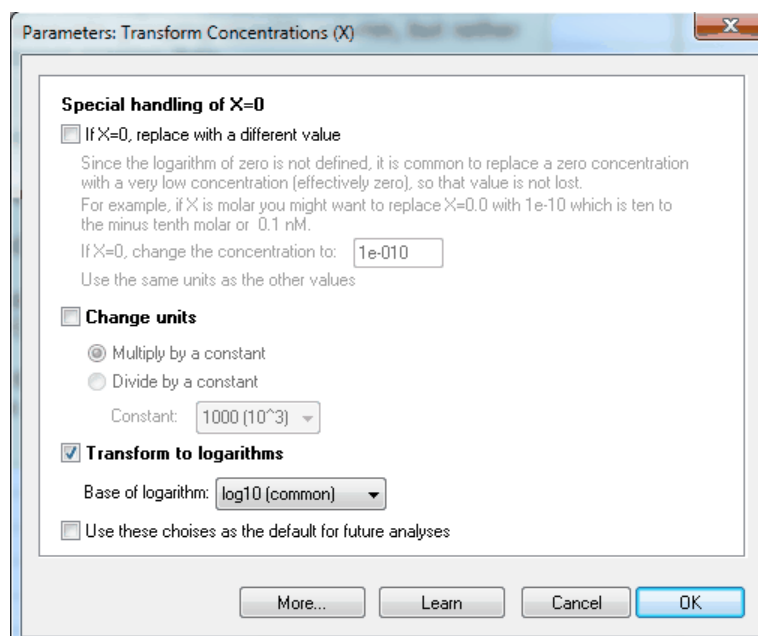 Parameters: Transform Concentrations (X)
Special handling of X=0
If X=0, replace with a different value
Since the logarithm of zero is not defined, it is common to replace a zero concentration
with a very low concentration (effectively zero), so that value is not lost.
For example, if X is molar you might want to replace X=0.0 with 1e-10 which is ten to
the minus tenth molar or 0.1 nM.
If X=0, change the concentration to: 1e-010
Use the same units as the other values
Change units
Multiply by a constant
Divide by a constant
Constant: 1000 (10^3)
Transform to logarithms
Base of logarithm: log10 (common)
Use these choises as the default for future analyses
More... Learn Cancel OK